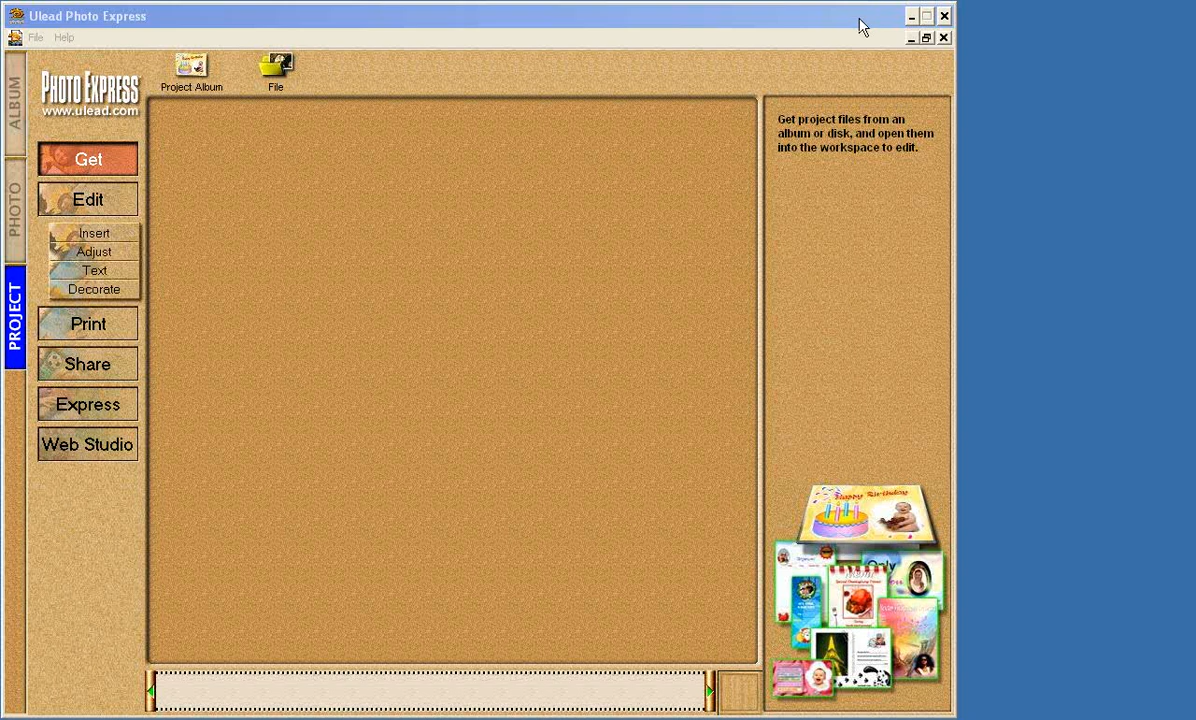 Ulead Photo Express
File Help
ALBUM
PHOTO
PROJECT
PHOTO EXPRESS
www.ulead.com
Project Album
File
Get
Edit
Insert
Adjust
Text
Decorate
Print
Share
Express
Web Studio
Get project files from an
album or disk, and open them
into the workspace to edit.
Happy Birthday
Only